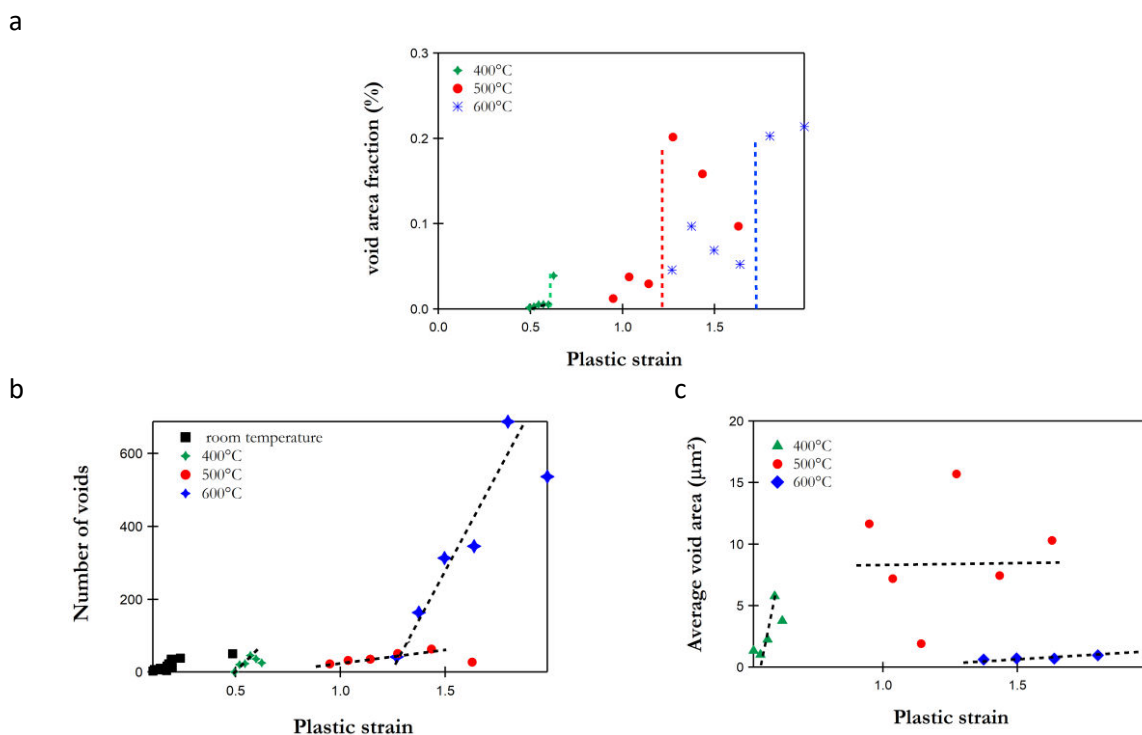 a
0.3
400°C
500°C
600°C
void area fraction (%)
0.2
0.1
0.0
0.0
0.5
1.0
1.5
Plastic strain
b
room temperature
400°C
500°C
600°C
Number of voids
600
400
200
0
0.5
1.0
1.5
Plastic strain
c
20
400°C
500°C
600°C
Average void area (µm²)
15
10
5
0
1.0
1.5
Plastic strain